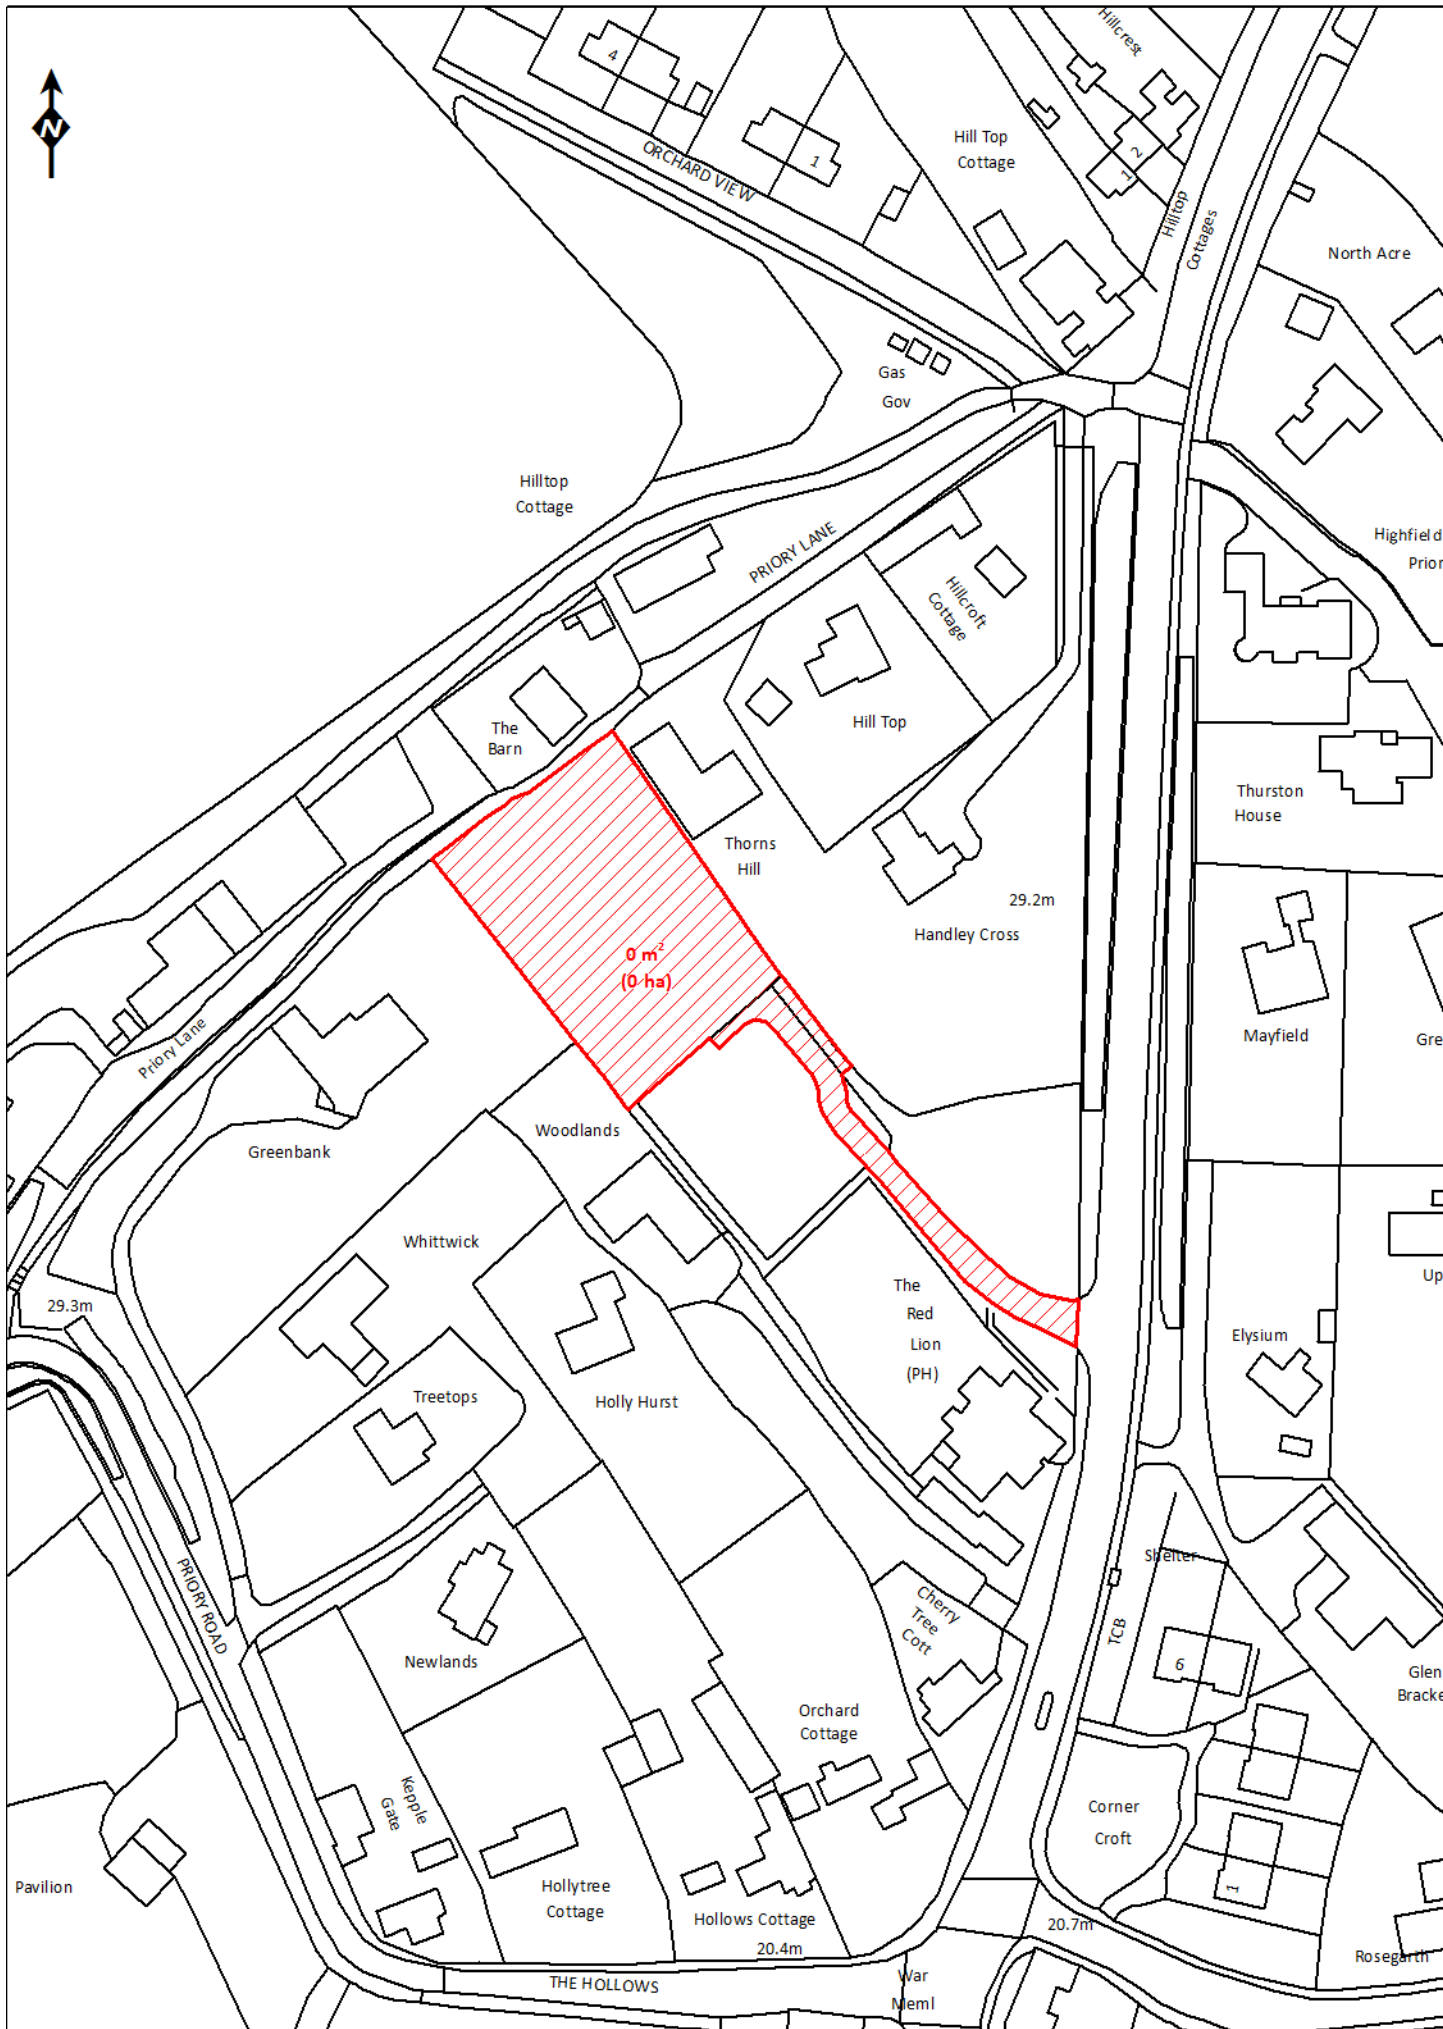 Hillcrest
4
N
Hill Top
Cottage
1
2
1
ORCHARD VIEW
Hilltop
Cottages
North Acre
Gas
Gov
Hilltop
Cottage
Highfield
Prior
PRIORY LANE
Hillcroft
Cottage
Hill Top
The
Barn
Thurston
House
Thorns
Hill
29.2m
Handley Cross
0 m²
(0 ha)
Mayfield
Gre
Priory Lane
Woodlands
Greenbank
Whittwick
The
Red
Lion
(PH)
Up
29.3m
Elysium
Treetops
Holly Hurst
Shelter
PRIORY ROAD
Cherry
Tree
Cott
TCB
6
Newlands
Glen
Bracke
Orchard
Cottage
Kepple
Gate
Corner
Croft
Pavilion
Hollytree
Cottage
1
Hollows Cottage
20.7m
20.4m
Rosegarth
THE HOLLOWS
War
Meml